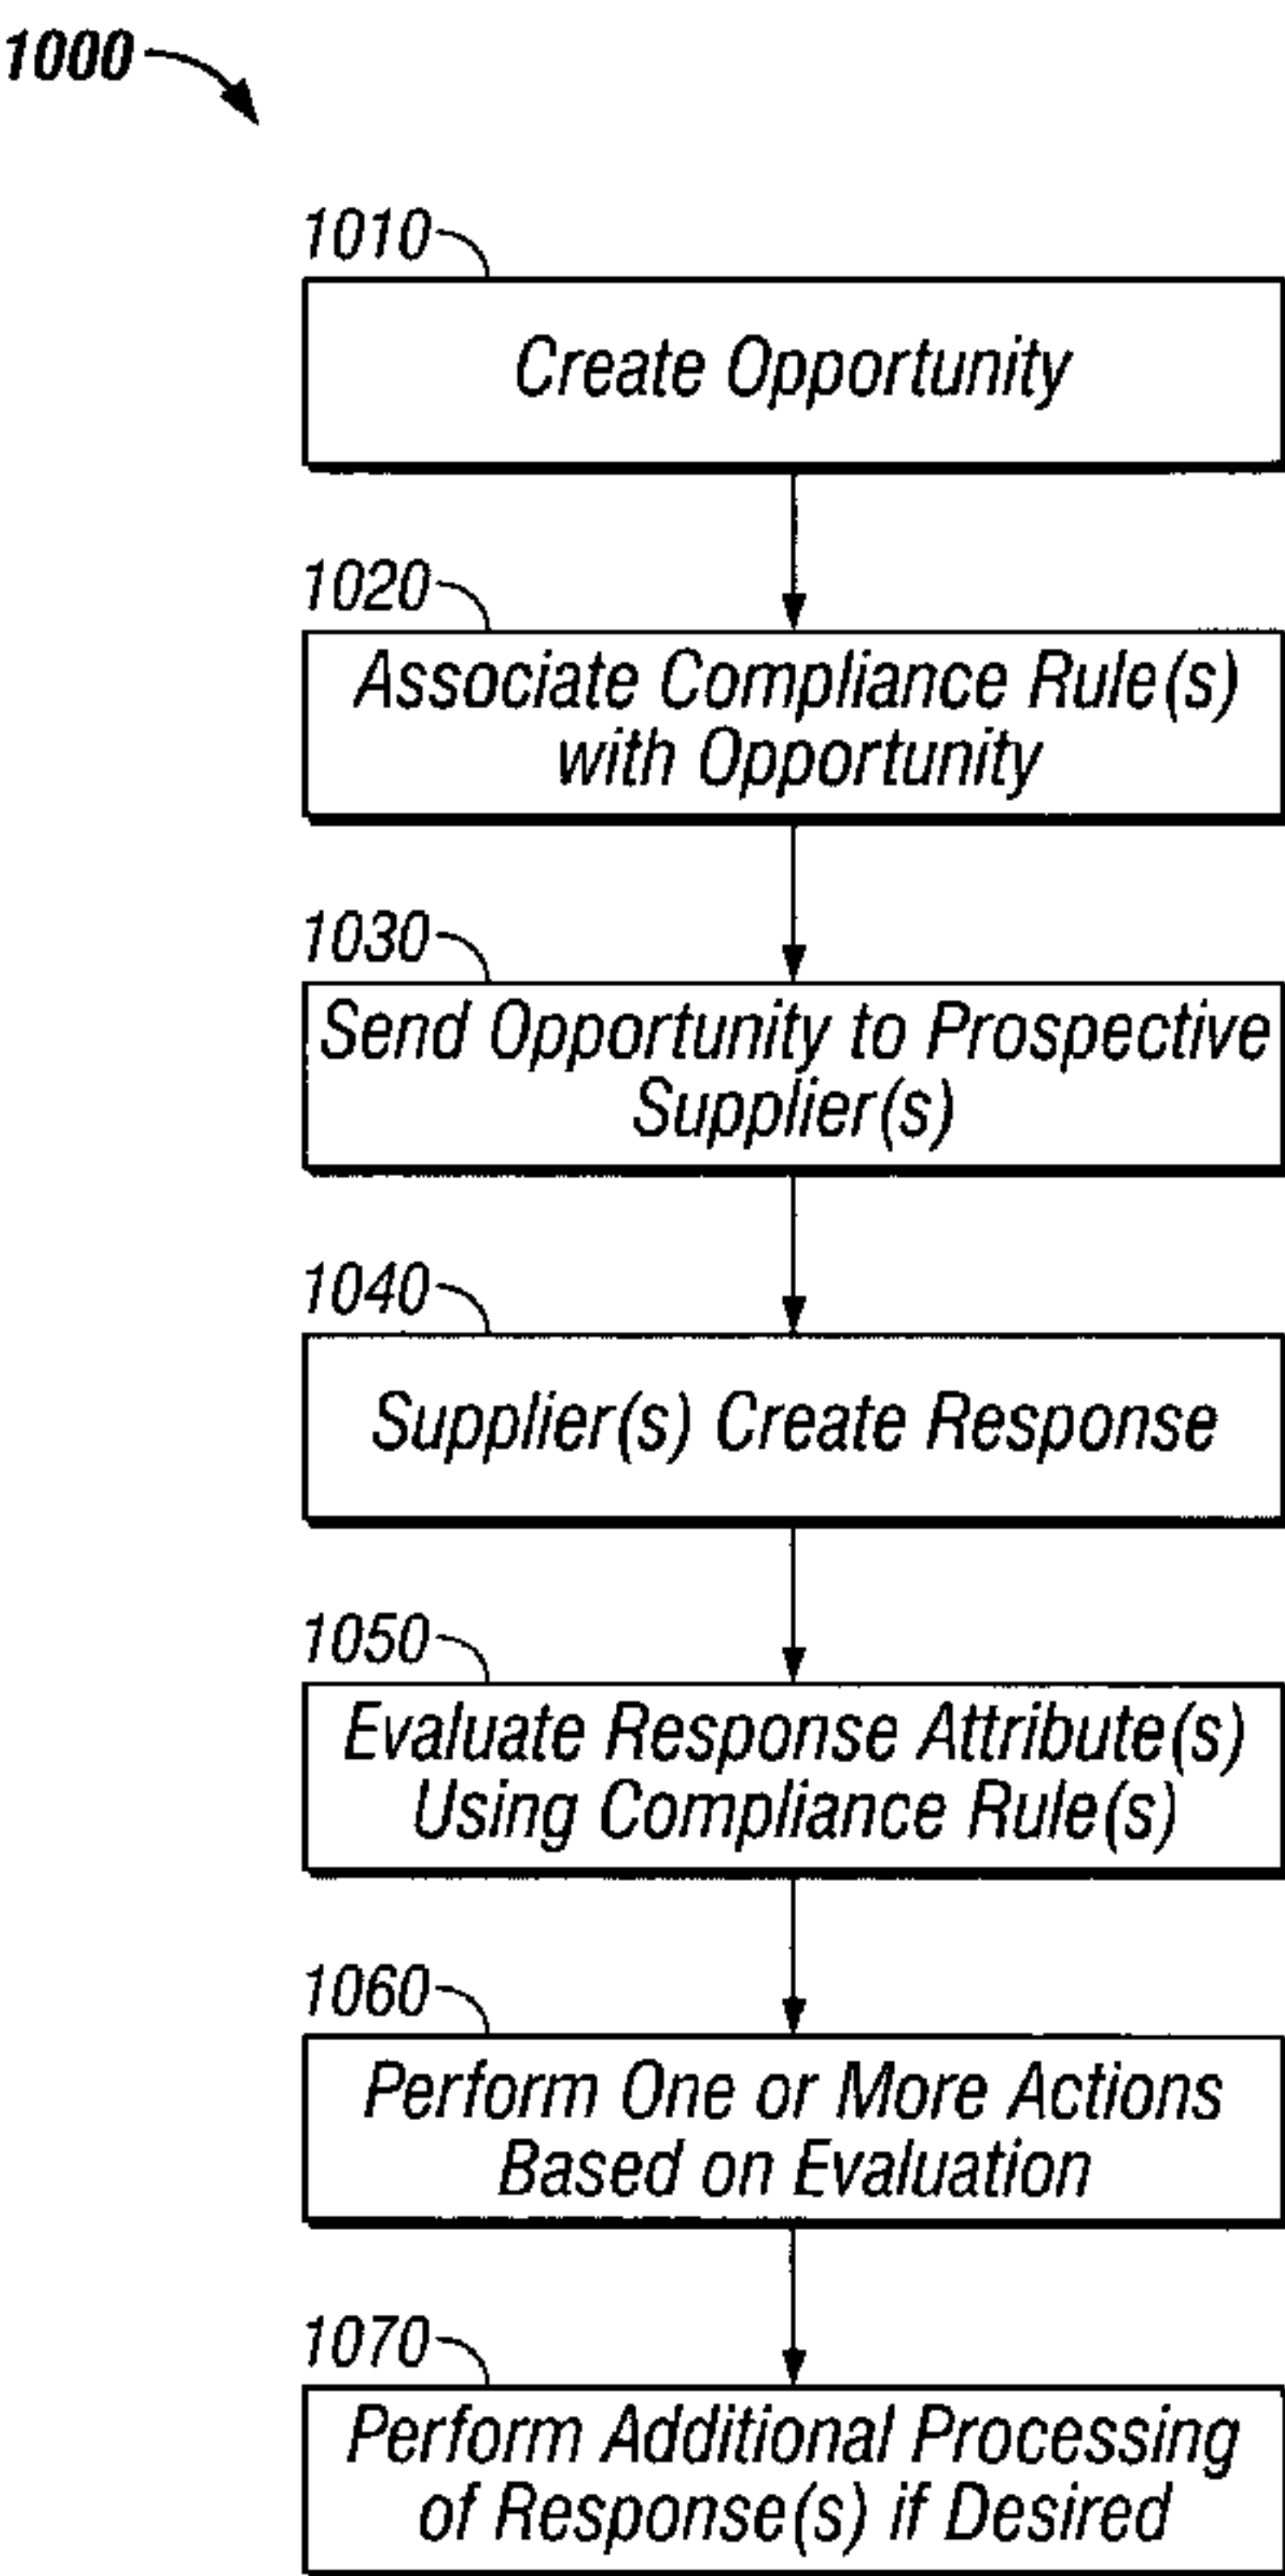 1000
1010
Create Opportunity
1020
Associate Compliance Rule(s)
with Opportunity
1030
Send Opportunity to Prospective
Supplier(s)
1040
Supplier(s) Create Response
1050
Evaluate Response Attribute(s)
Using Compliance Rule(s)
1060
Perform One or More Actions
Based on Evaluation
1070
Perform Additional Processing
of Response(s) if Desired